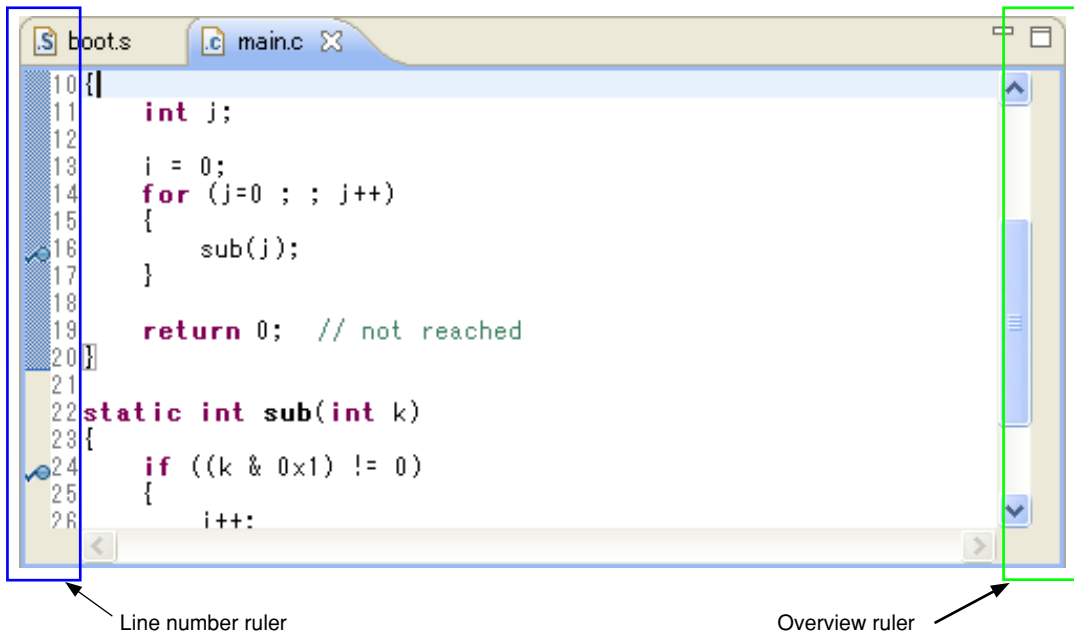 boot.s main.c
10 {
11 int j;
12
13 i = 0;
14 for (j=0 ; ; j++)
15 {
16 sub(j);
17 }
18
19 return 0; // not reached
20 }
21
22 static int sub(int k)
23 {
24 if ((k & 0x1) != 0)
25 {
26 i++;
Line number ruler Overview ruler